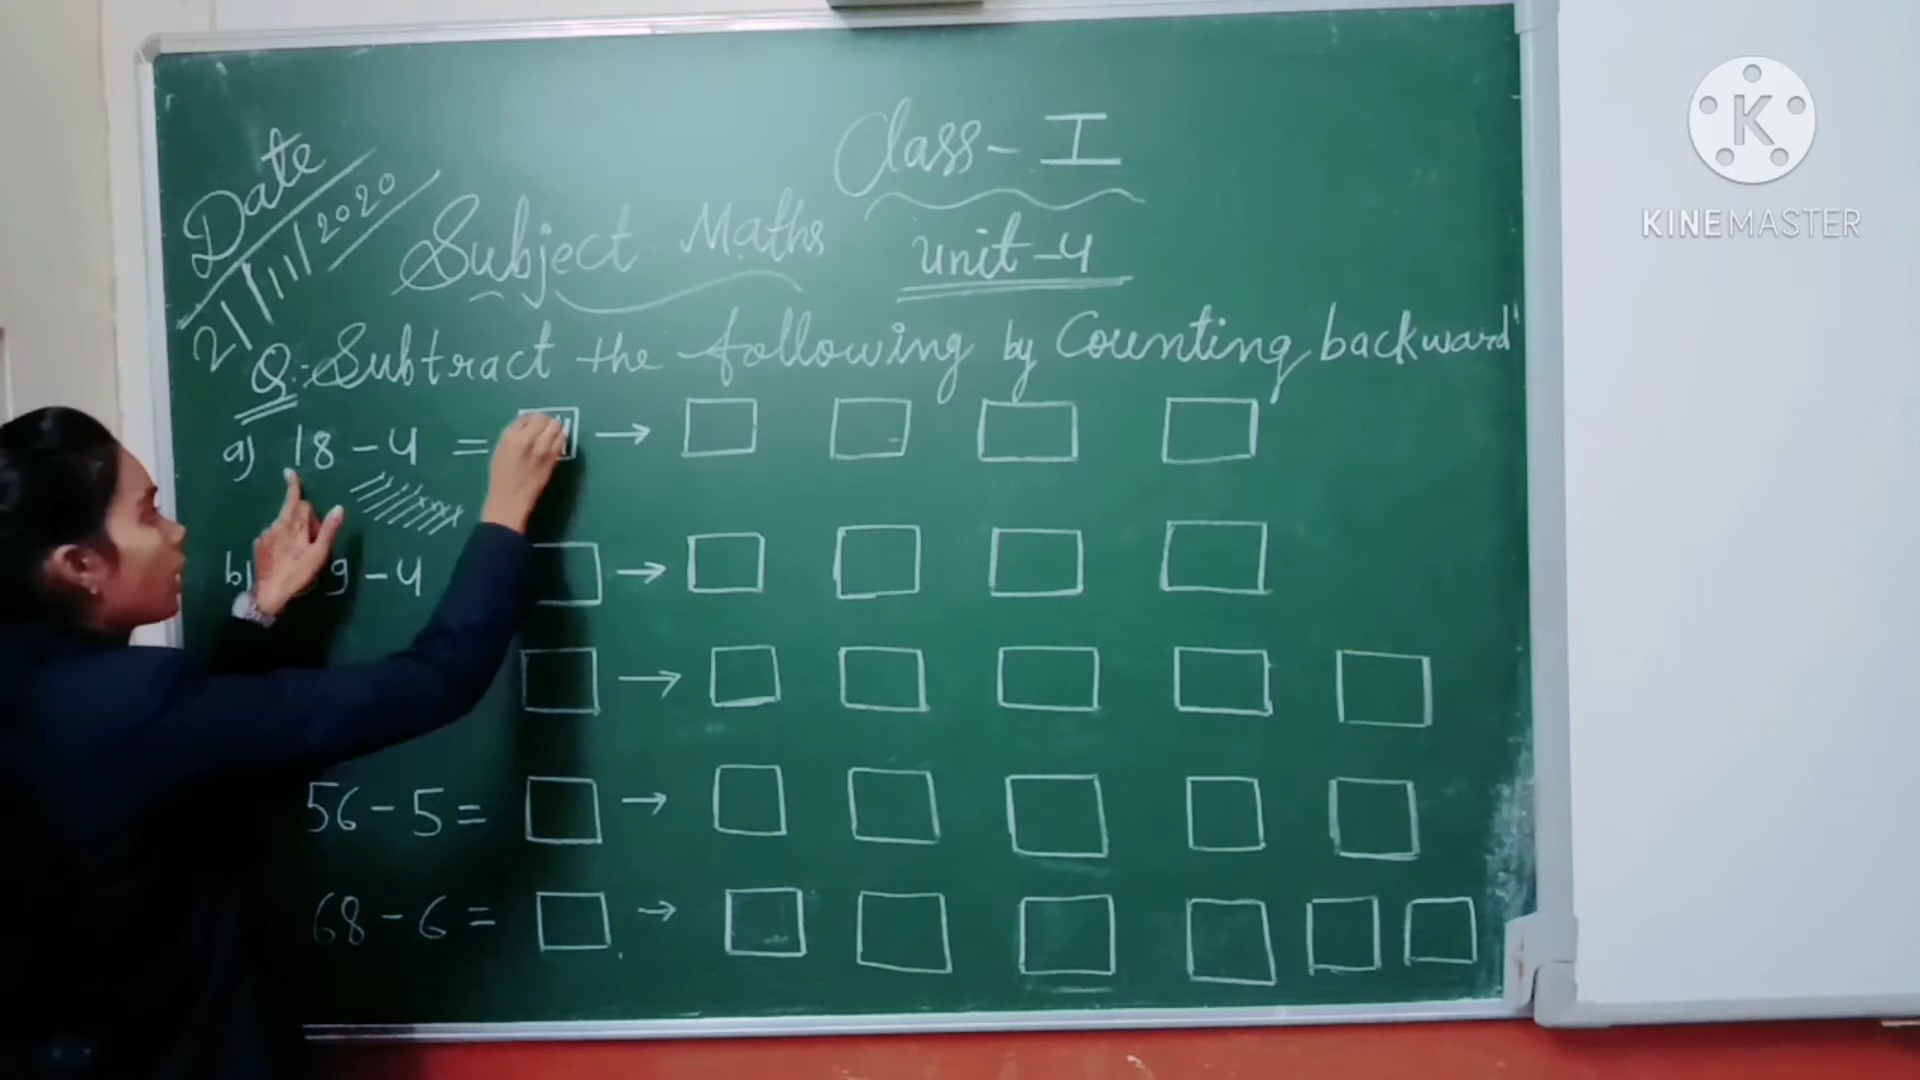 Class - I
Date
21/11/2020
Subject Maths
unit - 4
Q:- Subtract the following by Counting backward
a) 18 - 4 = →
b) 9 - 4 →
→
56 - 5 = →
68 - 6 = →
K
KINEMASTER